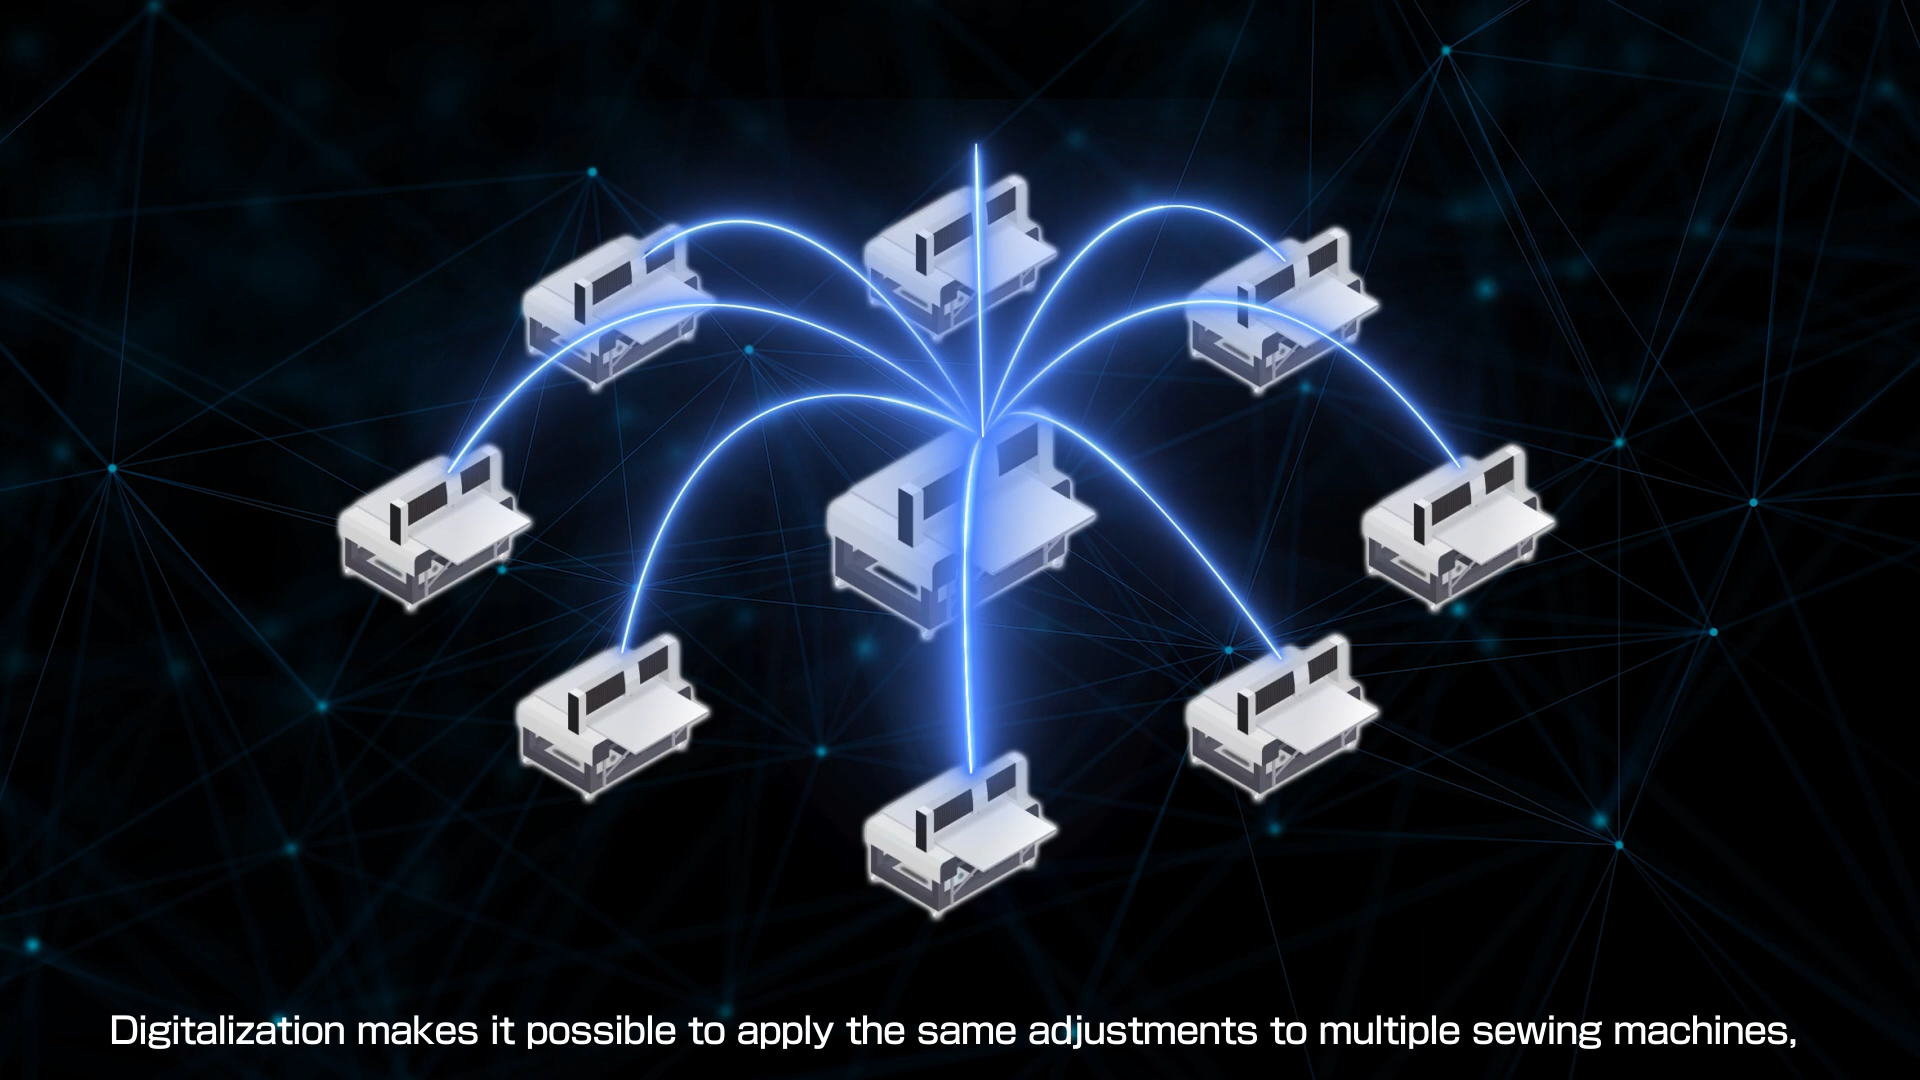 Digitalization makes it possible to apply the same adjustments to multiple sewing machines,